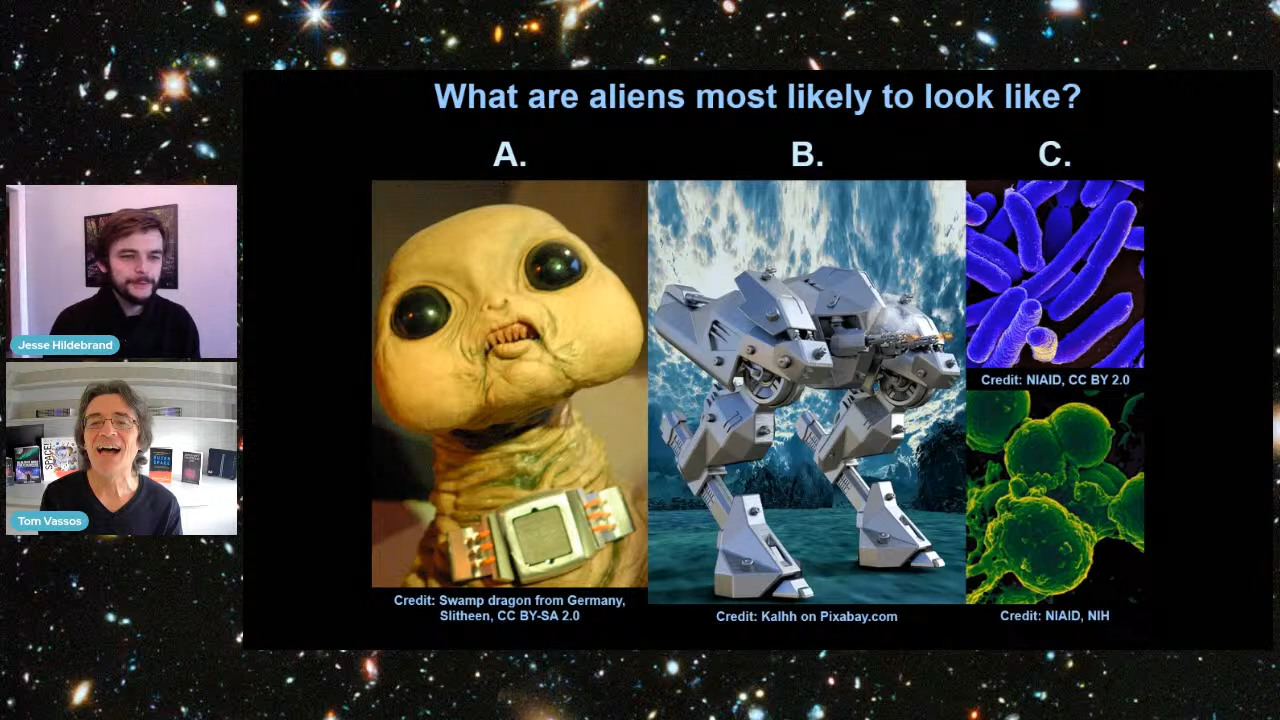 What are aliens most likely to look like?
A.
B.
C.
Jesse Hildebrand
Tom Vassos
SPACE!
Credit: NIAID, CC BY 2.0
Credit: Swamp dragon from Germany,
Slitheen, CC BY-SA 2.0
Credit: Kalhh on Pixabay.com
Credit: NIAID, NIH